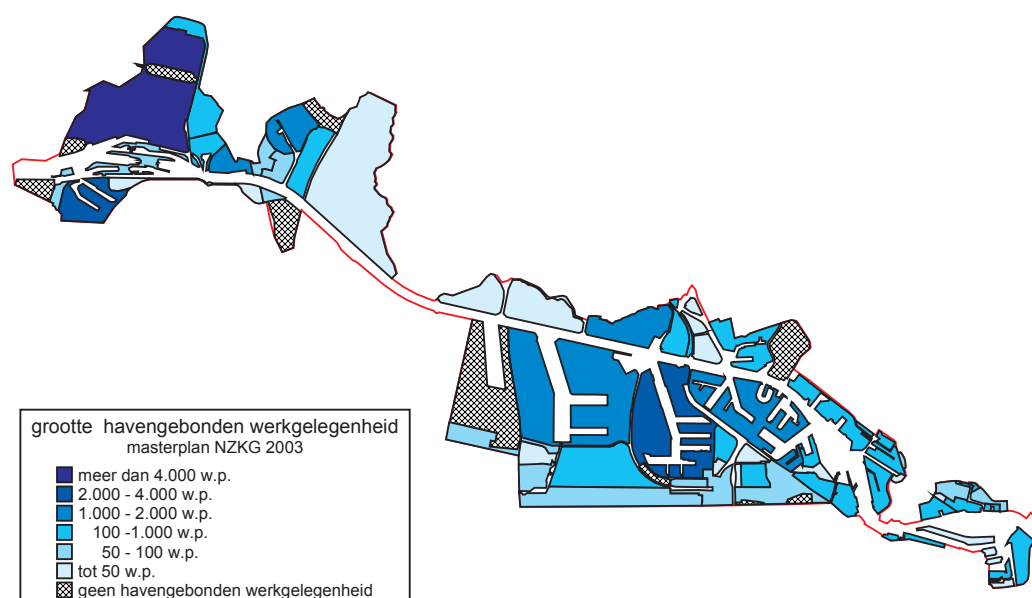 grootte havengebonden werkgelegenheid
masterplan NZKG 2003
meer dan 4.000 w.p.
2.000 - 4.000 w.p.
1.000 - 2.000 w.p.
100 -1.000 w.p.
50 - 100 w.p.
tot 50 w.p.
geen havengebonden werkgelegenheid